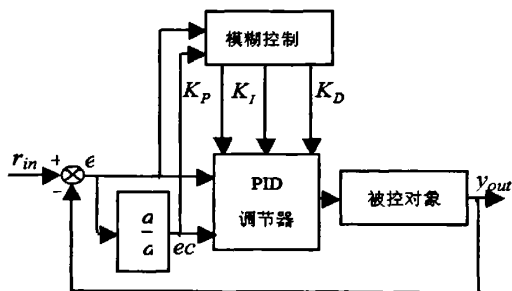 模糊控制
K_P K_I K_D
r_in + e
-
PID
调节器
被控对象
y_out
a
a
ec